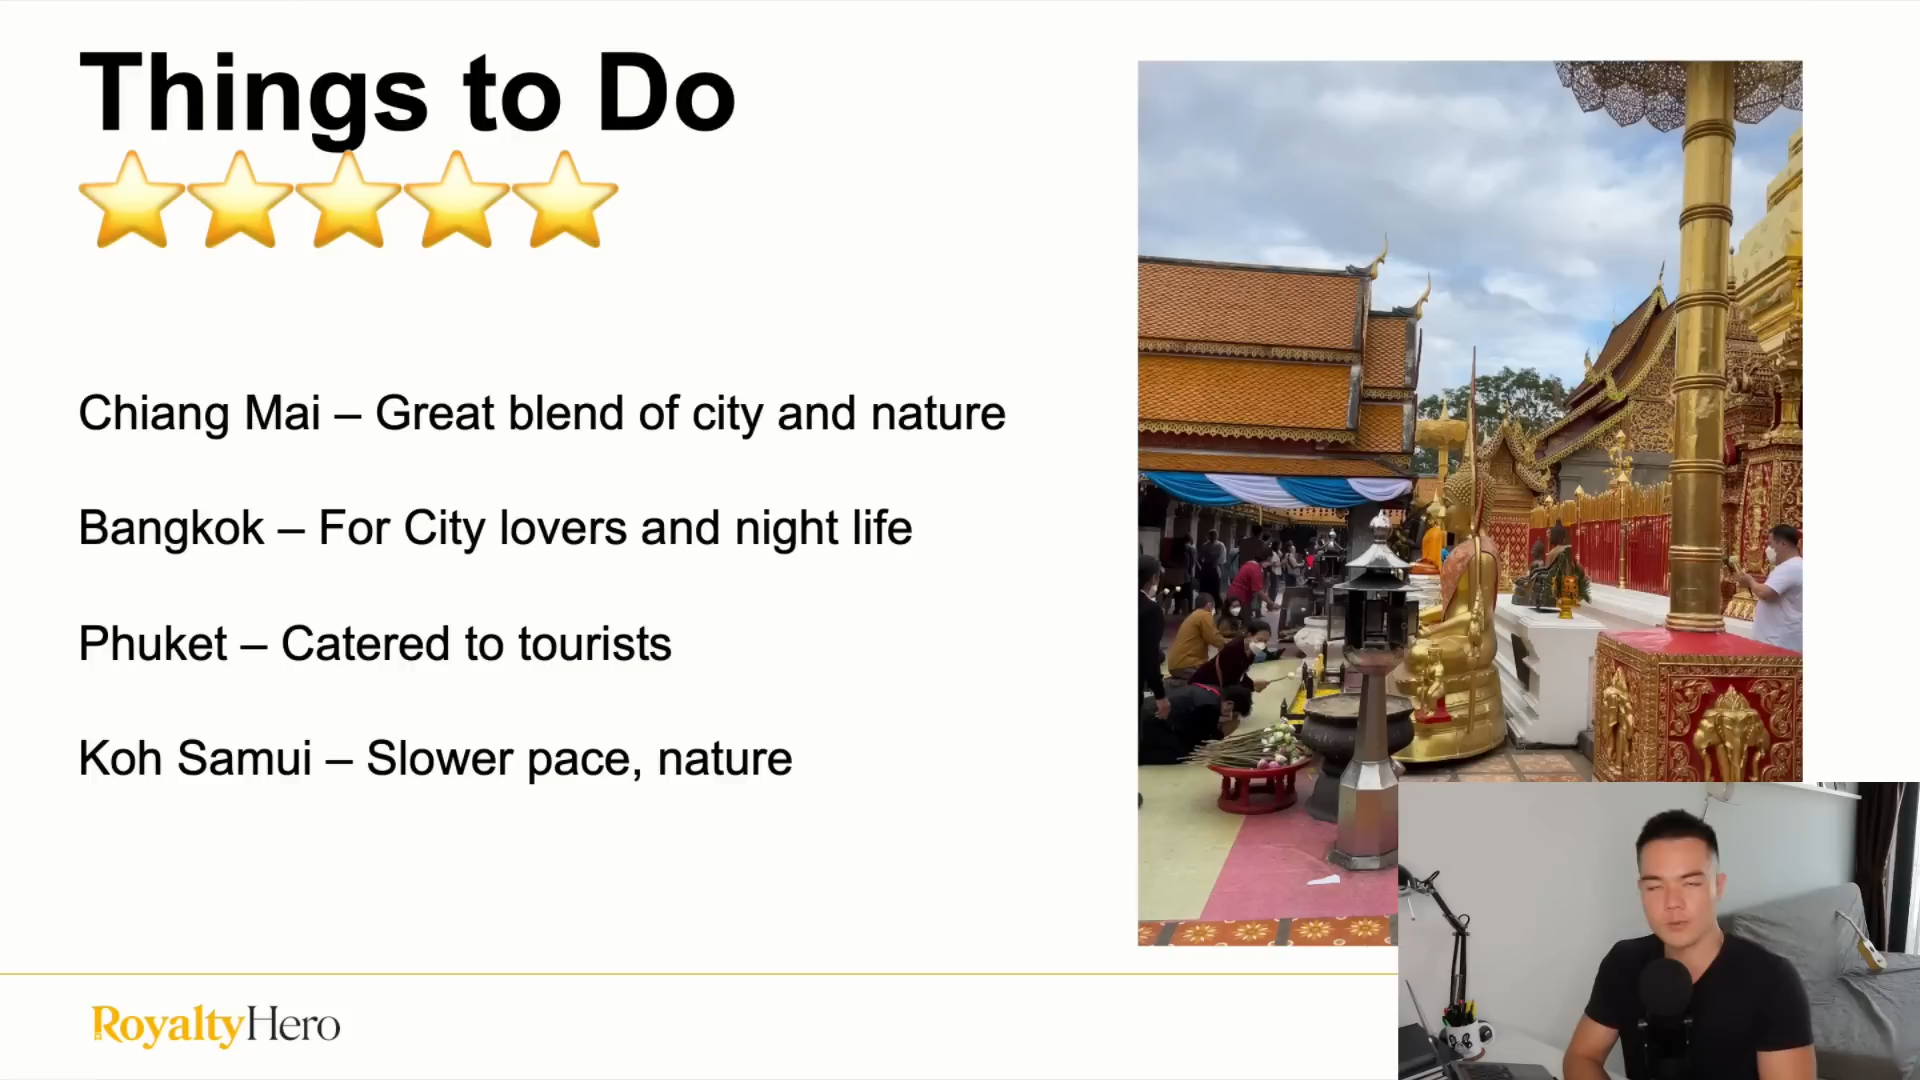 Things to Do
Chiang Mai – Great blend of city and nature
Bangkok – For City lovers and night life
Phuket – Catered to tourists
Koh Samui – Slower pace, nature
RoyaltyHero